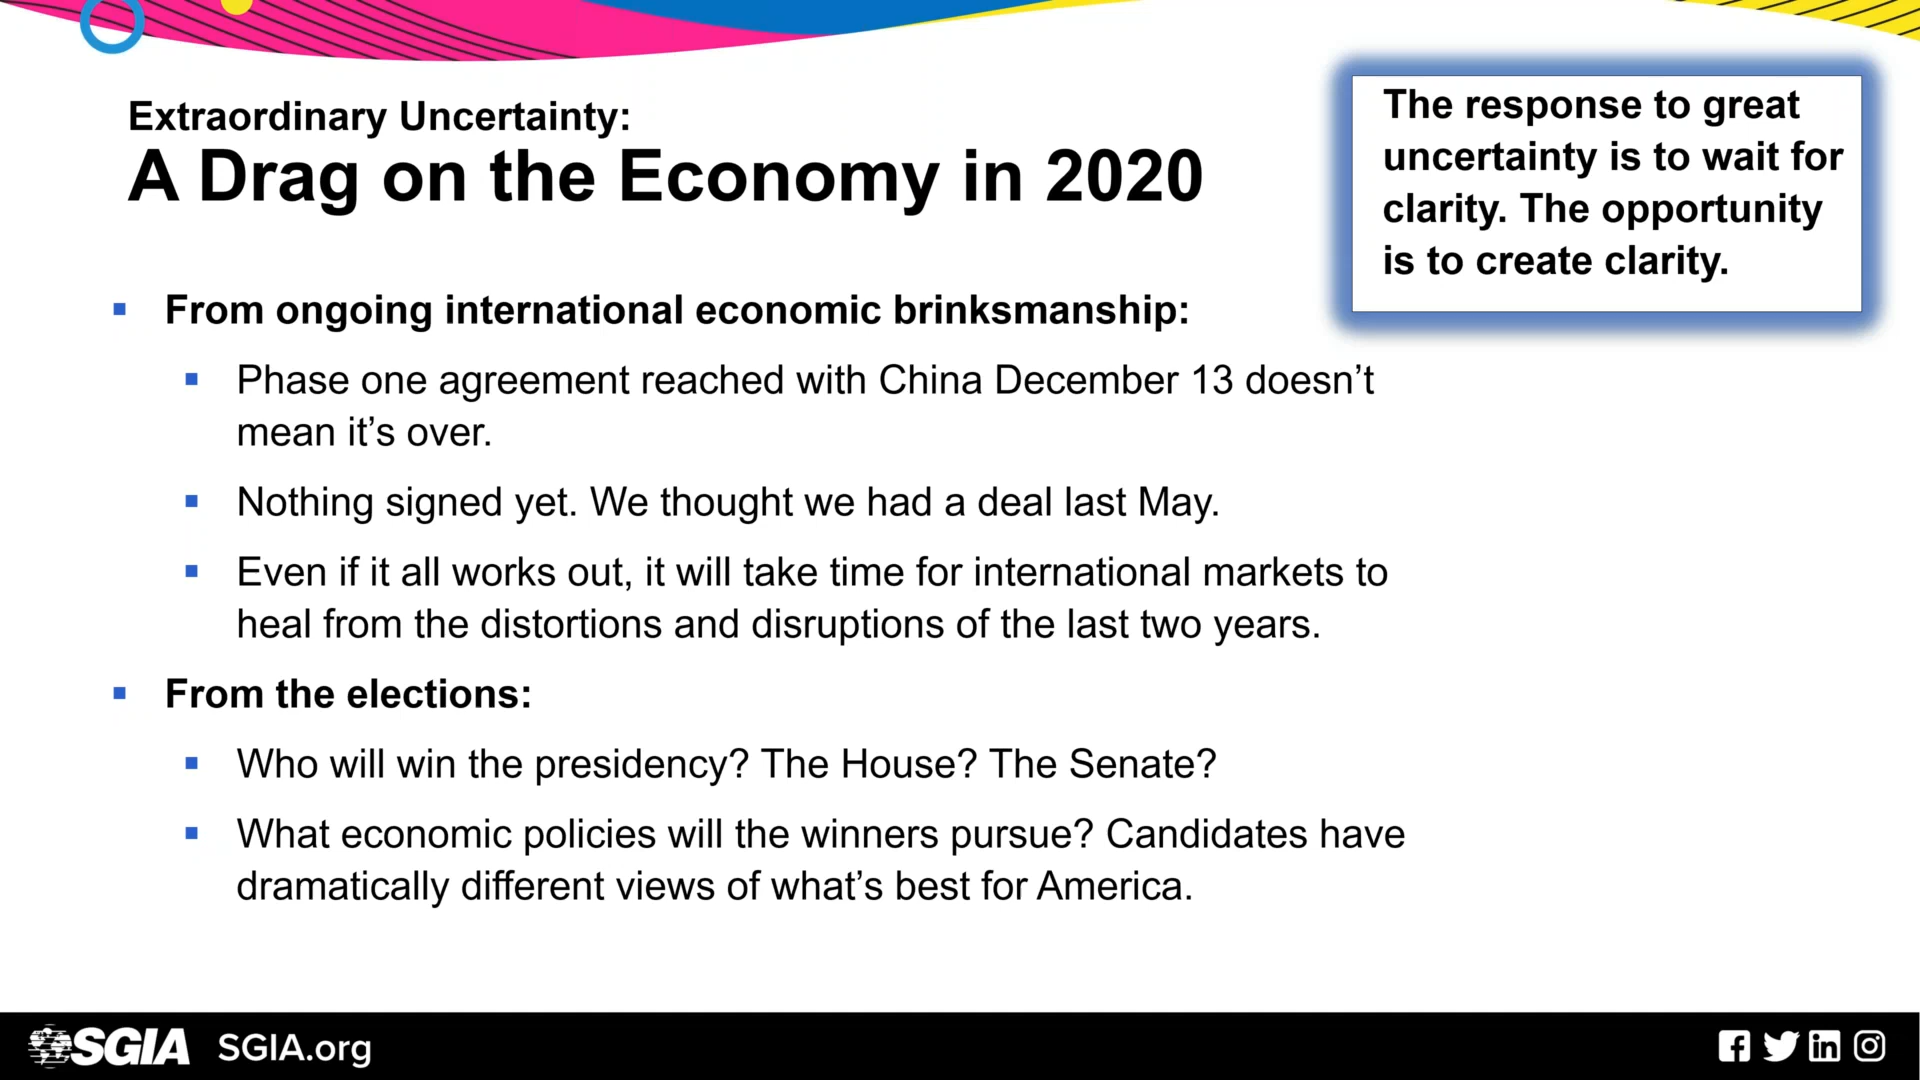 Extraordinary Uncertainty:
A Drag on the Economy in 2020
The response to great
uncertainty is to wait for
clarity. The opportunity
is to create clarity.
From ongoing international economic brinksmanship:
Phase one agreement reached with China December 13 doesn’t
mean it’s over.
Nothing signed yet. We thought we had a deal last May.
Even if it all works out, it will take time for international markets to
heal from the distortions and disruptions of the last two years.
From the elections:
Who will win the presidency? The House? The Senate?
What economic policies will the winners pursue? Candidates have
dramatically different views of what’s best for America.
SGIA SGIA.org